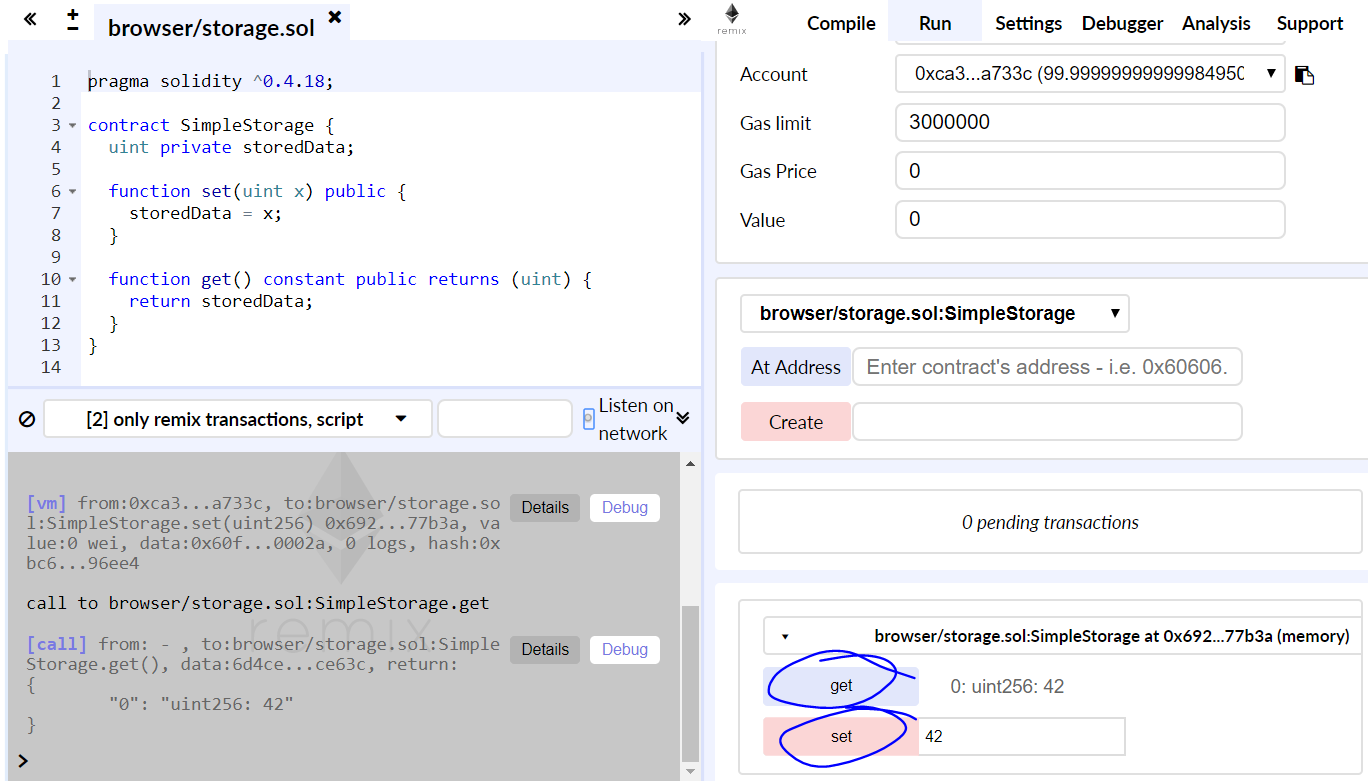 browser/storage.sol
1 pragma solidity ^0.4.18;
2
3 contract SimpleStorage {
4 uint private storedData;
5
6 function set(uint x) public {
7 storedData = x;
8 }
9
10 function get() constant public returns (uint) {
11 return storedData;
12 }
13 }
14
[2] only remix transactions, script
Listen on
network
[vm] from:0xca3...a733c, to:browser/storage.so
l:SimpleStorage.set(uint256) 0x692...77b3a, va
lue:0 wei, data:0x60f...0002a, 0 logs, hash:0x
bc6...96ee4
Details Debug
call to browser/storage.sol:SimpleStorage.get
[call] from: - , to:browser/storage.sol:Simple
Storage.get(), data:6d4ce...ce63c, return:
{
"0": "uint256: 42"
}
Details Debug
remix
>
remix
Compile Run Settings Debugger Analysis Support
Account 0xca3...a733c (99.99999999999984950
Gas limit 3000000
Gas Price 0
Value 0
browser/storage.sol:SimpleStorage
At Address Enter contract's address - i.e. 0x60606.
Create
0 pending transactions
browser/storage.sol:SimpleStorage at 0x692...77b3a (memory)
get 0: uint256: 42
set 42